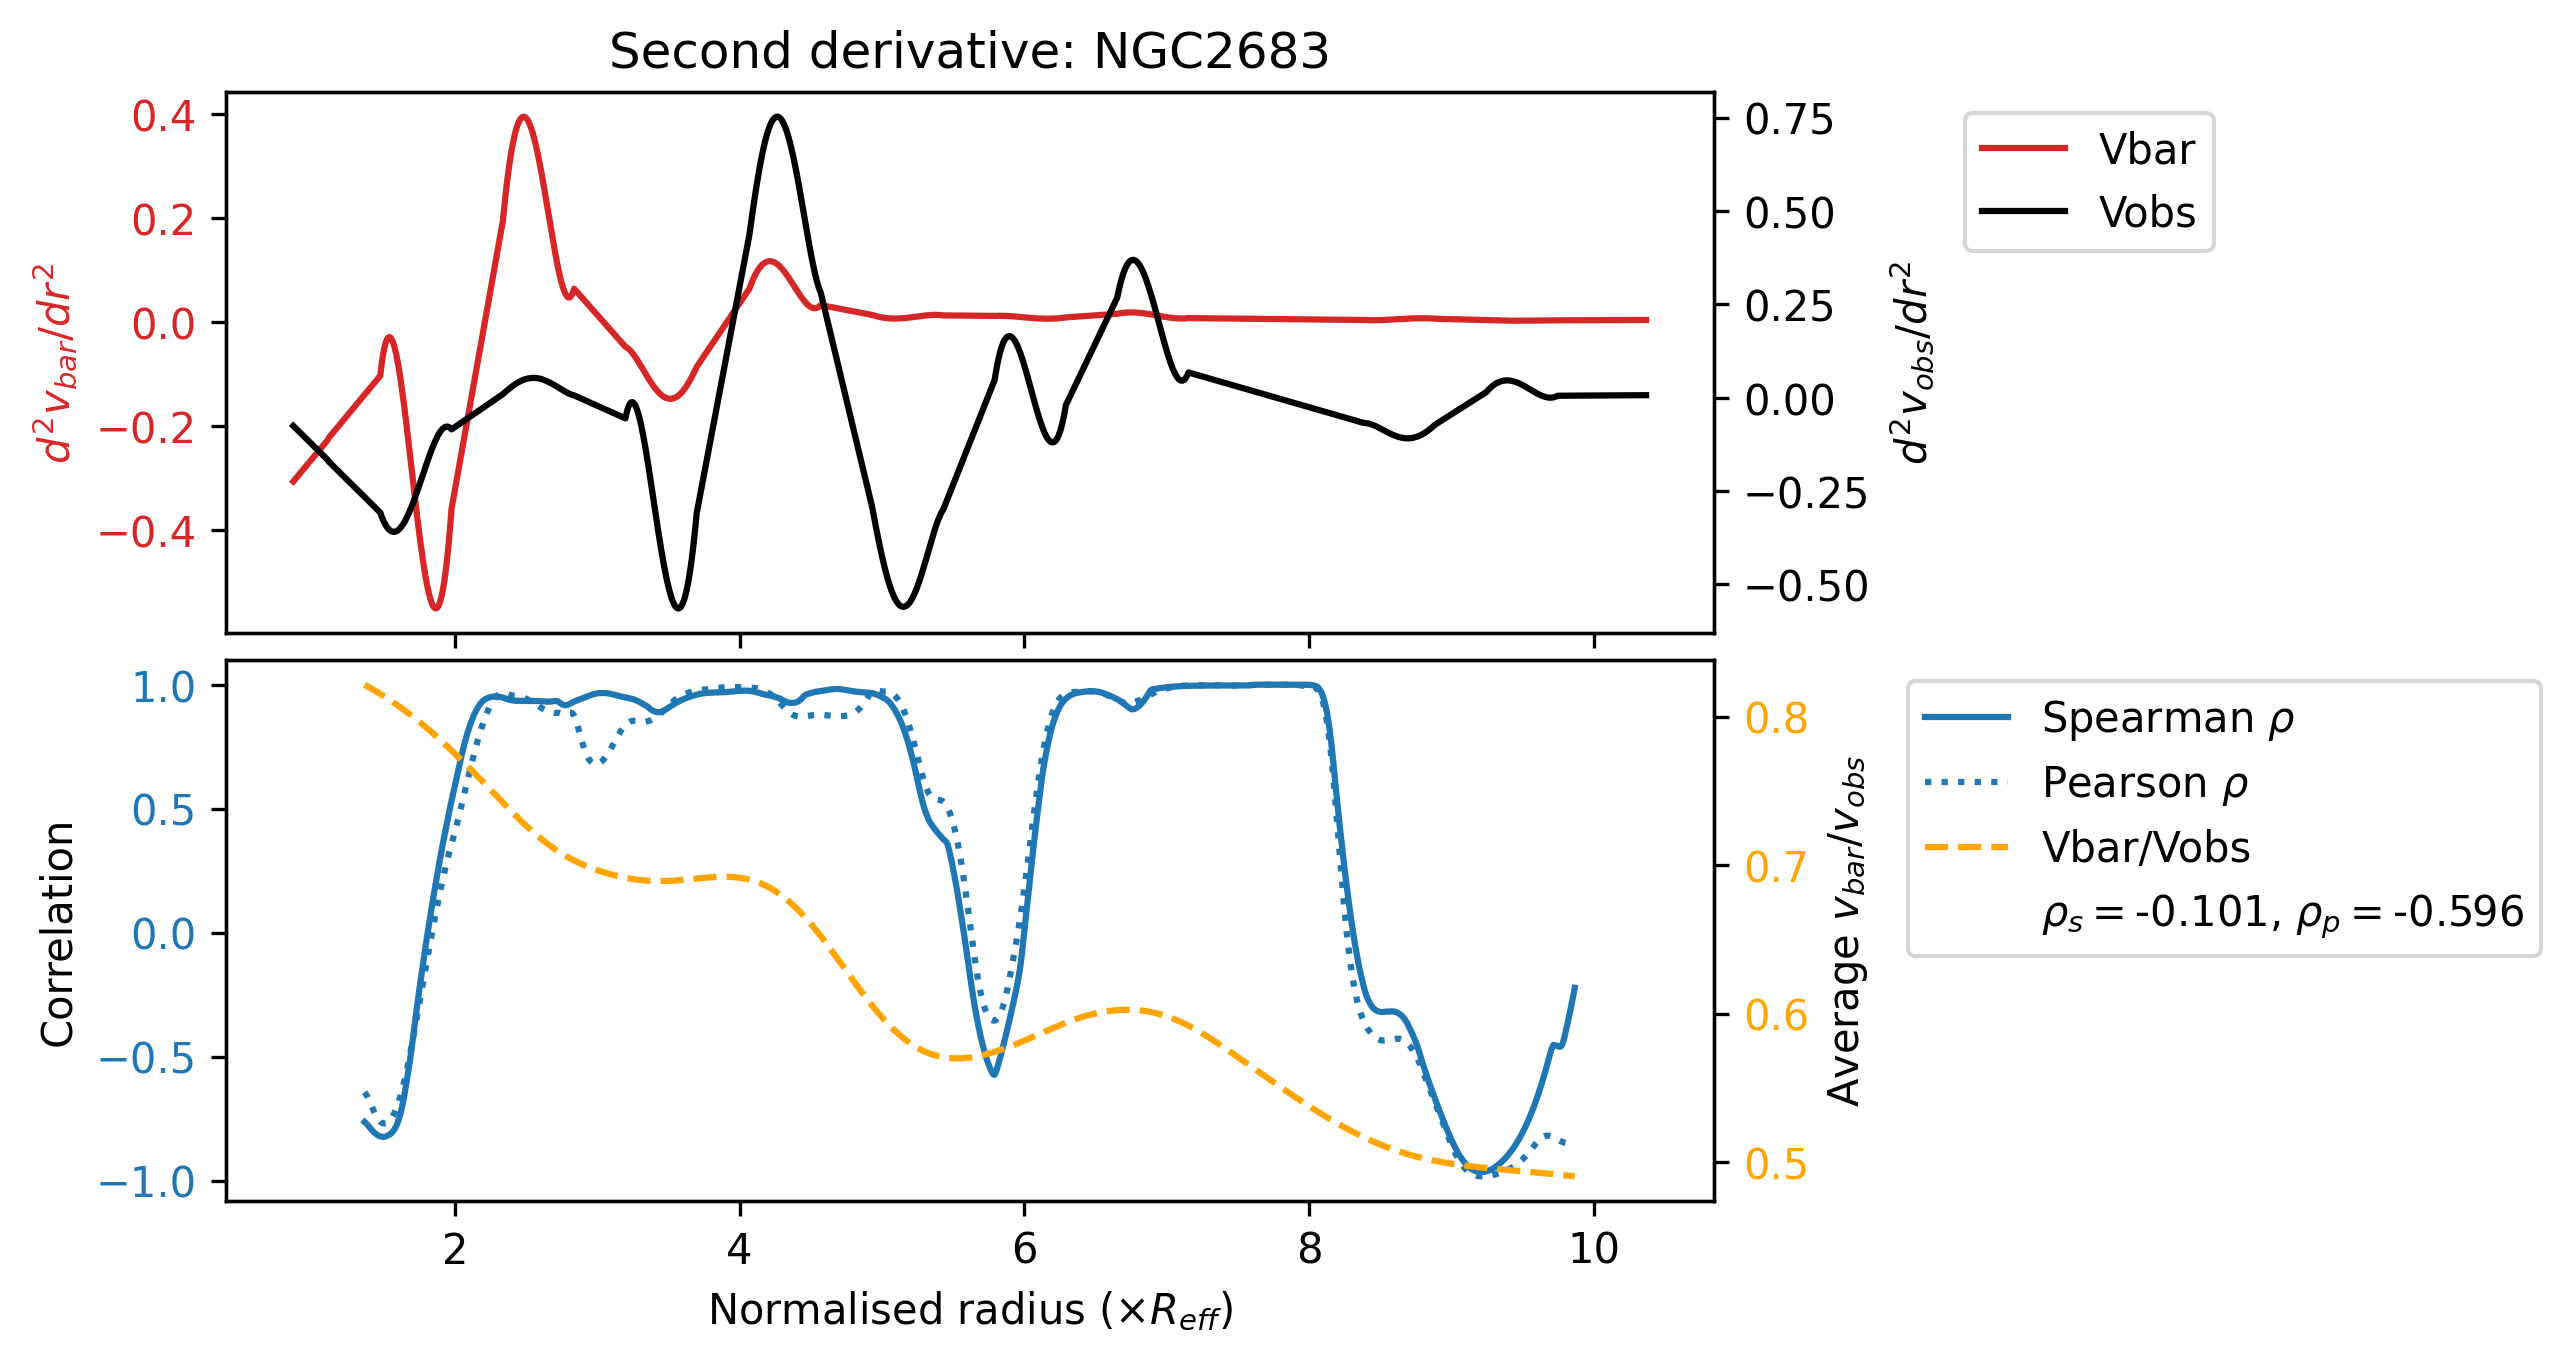 Second derivative: NGC2683
0.4
0.2
0.0
−0.2
−0.4
d²v_bar/dr²
0.75
0.50
0.25
0.00
−0.25
−0.50
d²v_obs/dr²
Vbar
Vobs
1.0
0.5
0.0
−0.5
−1.0
Correlation
0.8
0.7
0.6
0.5
Average v_bar/v_obs
Spearman ρ
Pearson ρ
Vbar/Vobs
ρ_s = -0.101, ρ_p = -0.596
2 4 6 8 10
Normalised radius (×R_eff)